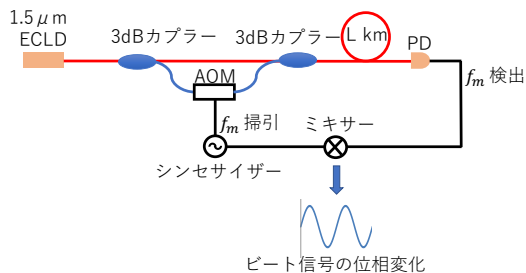 1.5μm
ECLD
3dBカプラー
3dBカプラー
L km
PD
AOM
fm 検出
fm 掃引
ミキサー
シンセサイザー
ビート信号の位相変化